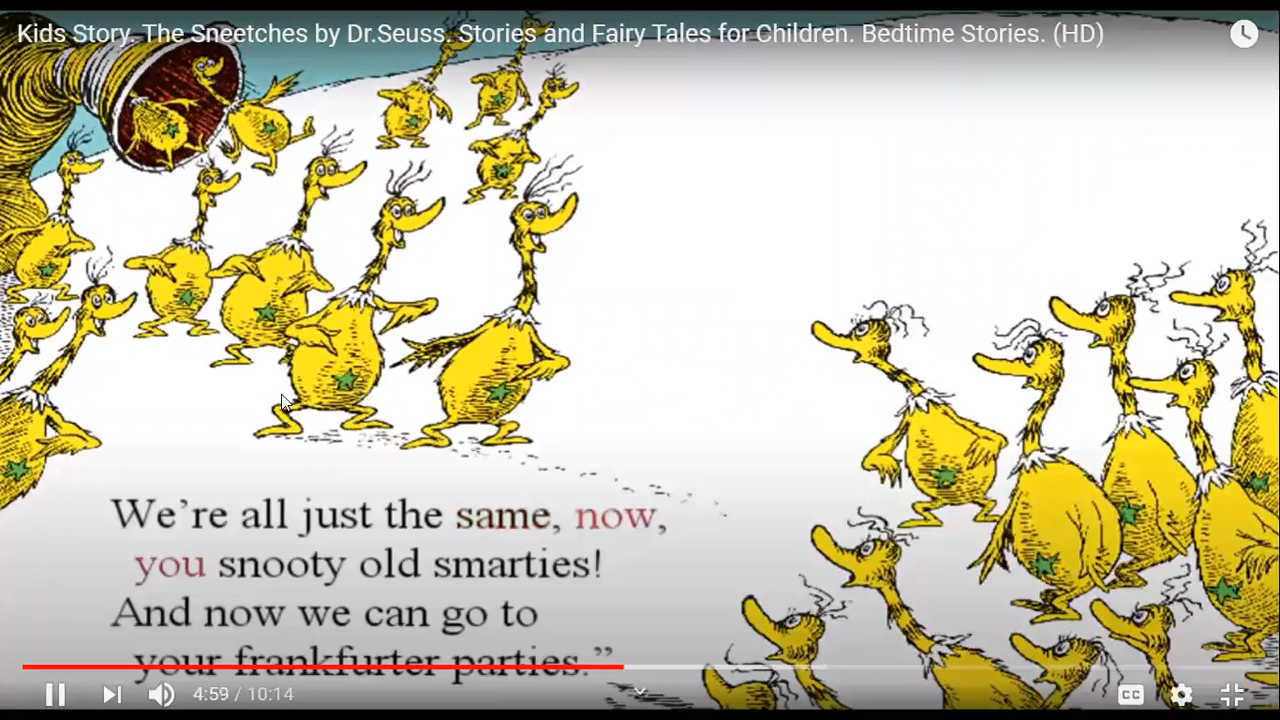 Kids Story. The Sneetches by Dr.Seuss. Stories and Fairy Tales for Children. Bedtime Stories. (HD)
We’re all just the same, now,
you snooty old smarties!
And now we can go to
your frankfurter parties.”
4:59 / 10:14
CC